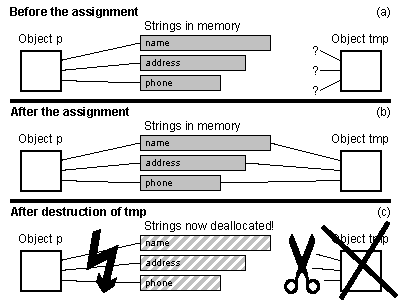 Before the assignment (a)
Strings in memory
Object p Object tmp
name
address
phone
?
?
?
After the assignment (b)
Strings in memory
Object p Object tmp
name
address
phone
After destruction of tmp (c)
Strings now deallocated!
Object p Object tmp
name
address
phone